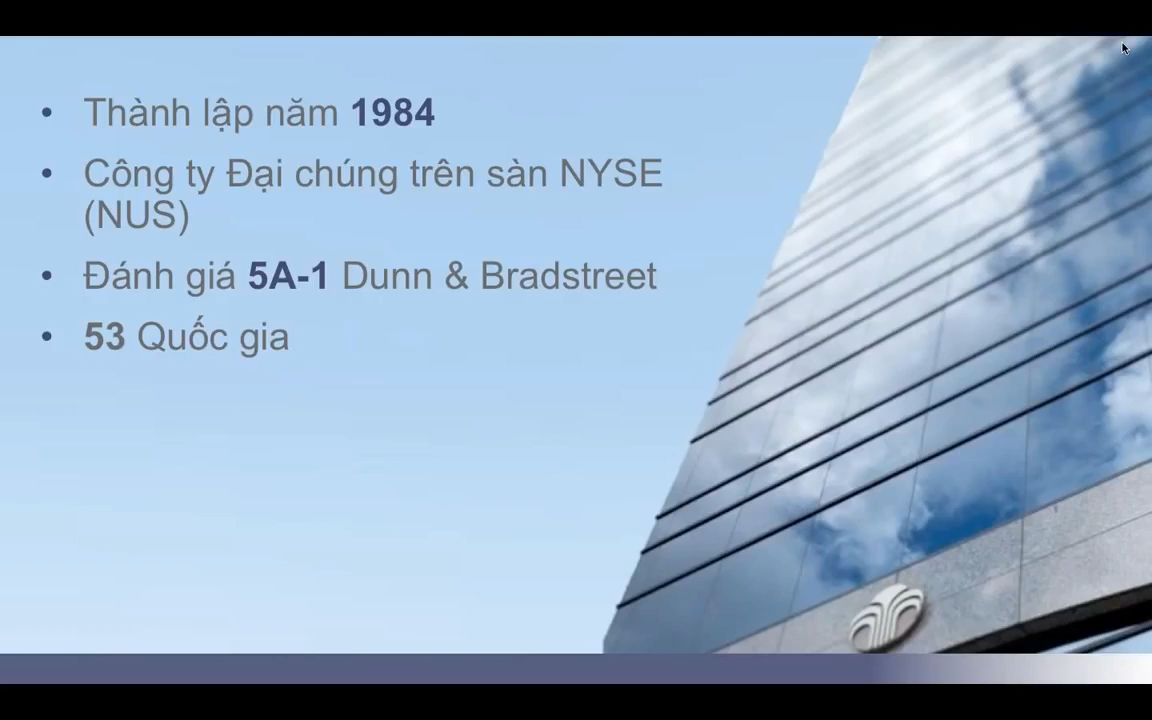 • Thành lập năm 1984
• Công ty Đại chúng trên sàn NYSE
(NUS)
• Đánh giá 5A-1 Dunn & Bradstreet
• 53 Quốc gia